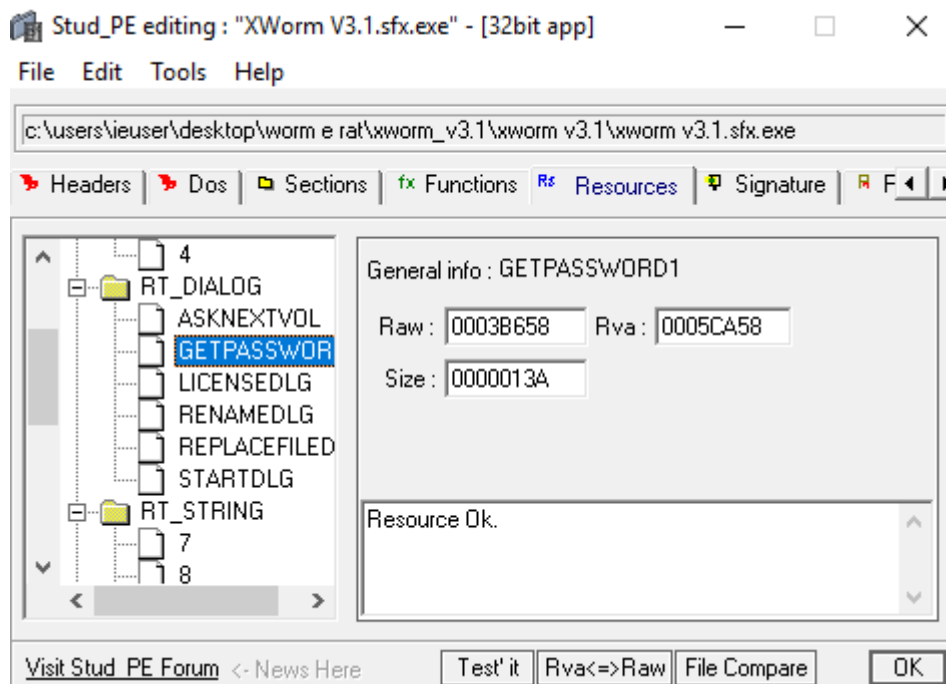 Stud_PE editing : "XWorm V3.1.sfx.exe" - [32bit app]
File Edit Tools Help
c:\users\ieuser\desktop\worm e rat\xworm_v3.1\xworm v3.1\xworm v3.1.sfx.exe
Headers Dos Sections fx Functions Rs Resources Signature F
4
RT_DIALOG
ASKNEXTVOL
GETPASSWOR
LICENSEDLG
RENAMEDLG
REPLACEFILED
STARTDLG
RT_STRING
7
8
General info : GETPASSWORD1
Raw : 0003B658 Rva : 0005CA58
Size : 0000013A
Resource Ok.
Visit Stud_PE Forum <- News Here Test' it Rva<=>Raw File Compare OK